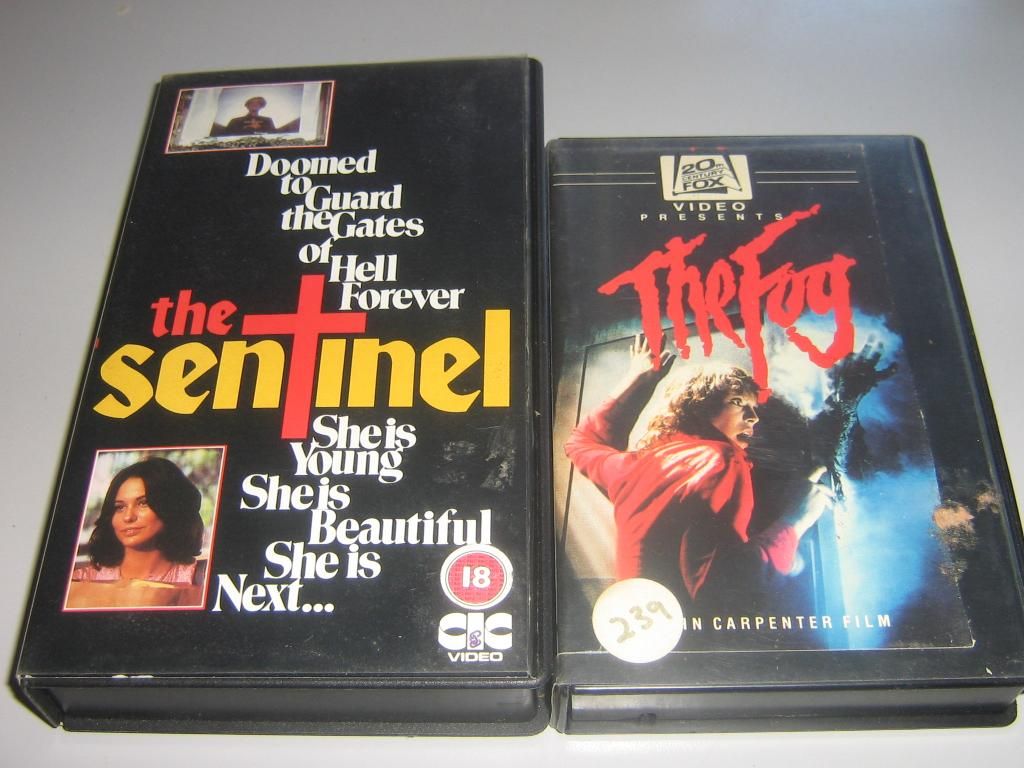 Doomed
to
Guard
the
Gates
of
Hell
Forever
the
sentinel
She is
Young
She is
Beautiful
She is
Next...
18
CIC
VIDEO
20th
CENTURY
FOX
VIDEO
PRESENTS
The Fog
239
N CARPENTER FILM